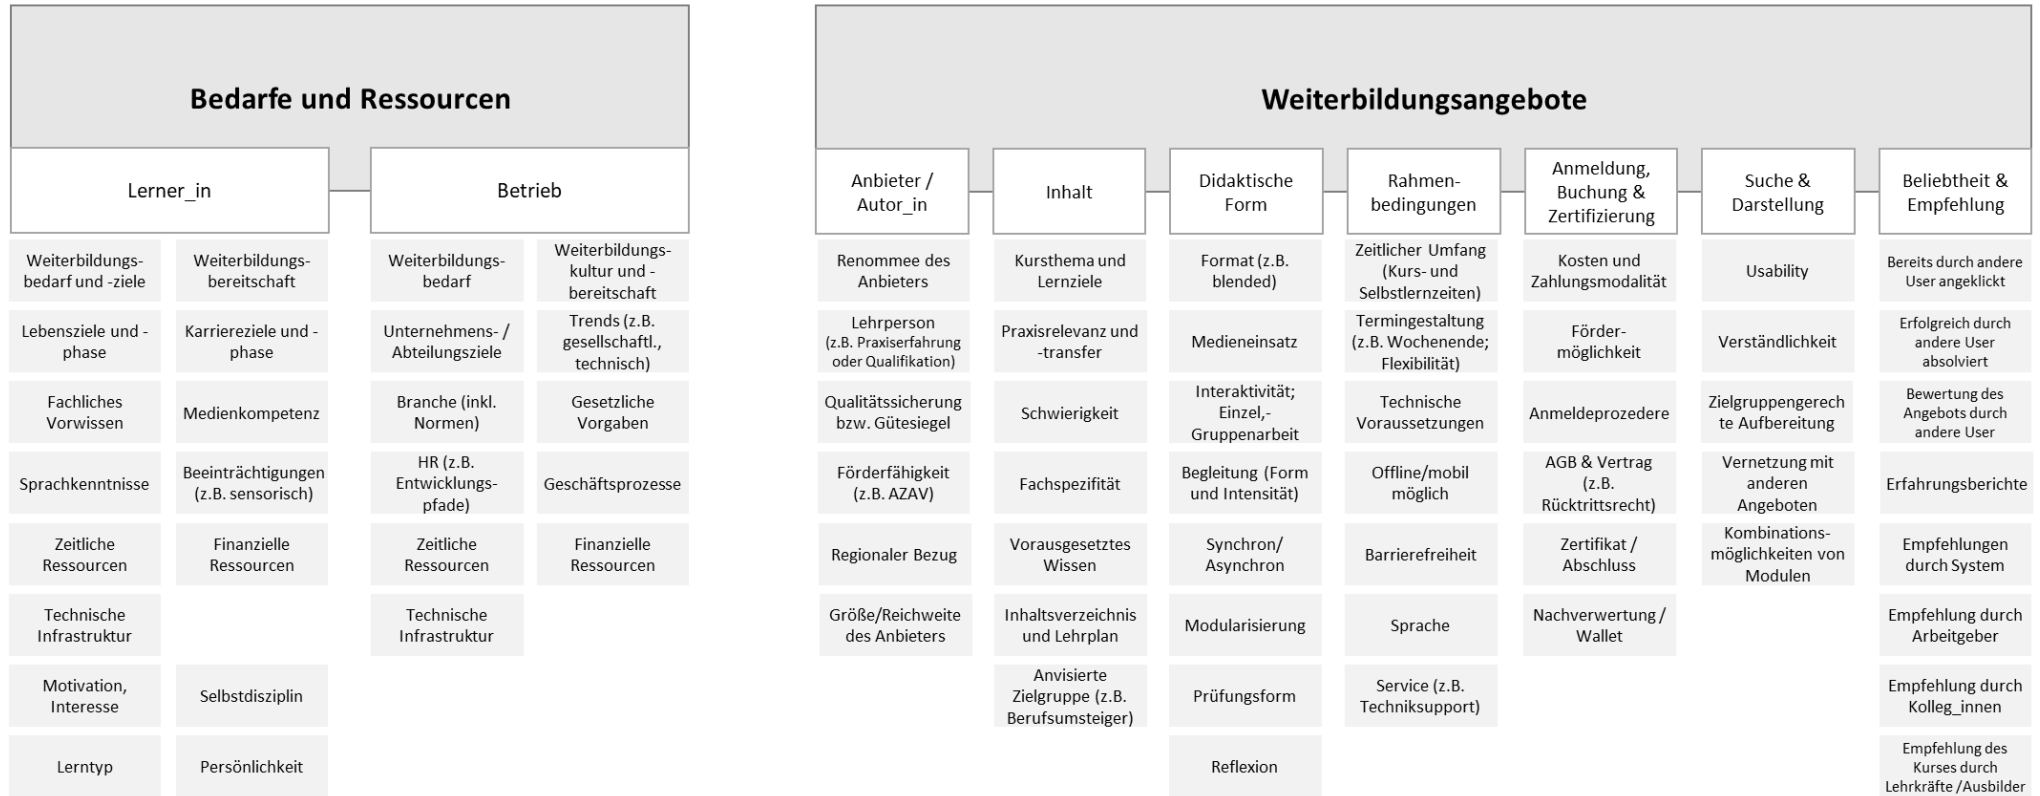 Bedarfe und Ressourcen
Lerner_in
Weiterbildungs-
bedarf und -ziele
Lebensziele und -
phase
Fachliches
Vorwissen
Sprachkenntnisse
Zeitliche
Ressourcen
Technische
Infrastruktur
Motivation,
Interesse
Lerntyp
Weiterbildungs-
bereitschaft
Karriereziele und -
phase
Medienkompetenz
Beeinträchtigungen
(z.B. sensorisch)
Finanzielle
Ressourcen
Selbstdisziplin
Persönlichkeit
Betrieb
Weiterbildungs-
bedarf
Unternehmens- /
Abteilungsziele
Branche (inkl.
Normen)
HR (z.B.
Entwicklungs-
pfade)
Zeitliche
Ressourcen
Technische
Infrastruktur
Weiterbildungs-
kultur und -
bereitschaft
Trends (z.B.
gesellschaftl.,
technisch)
Gesetzliche
Vorgaben
Geschäftsprozesse
Finanzielle
Ressourcen
Weiterbildungsangebote
Anbieter /
Autor_in
Renommee des
Anbieters
Lehrperson
(z.B. Praxiserfahrung
oder Qualifikation)
Qualitätssicherung
bzw. Gütesiegel
Förderfähigkeit
(z.B. AZAV)
Regionaler Bezug
Größe/Reichweite
des Anbieters
Inhalt
Kursthema und
Lernziele
Praxisrelevanz und
-transfer
Schwierigkeit
Fachspezifität
Vorausgesetztes
Wissen
Inhaltsverzeichnis
und Lehrplan
Anvisierte
Zielgruppe (z.B.
Berufsumsteiger)
Didaktische
Form
Format (z.B.
blended)
Medieneinsatz
Interaktivität;
Einzel,-
Gruppenarbeit
Begleitung (Form
und Intensität)
Synchron/
Asynchron
Modularisierung
Prüfungsform
Reflexion
Rahmen-
bedingungen
Zeitlicher Umfang
(Kurs- und
Selbstlernzeiten)
Termingestaltung
(z.B. Wochenende;
Flexibilität)
Technische
Voraussetzungen
Offline/mobil
möglich
Barrierefreiheit
Sprache
Service (z.B.
Techniksupport)
Anmeldung,
Buchung &
Zertifizierung
Kosten und
Zahlungsmodalität
Förder-
möglichkeit
Anmeldeprozedere
AGB & Vertrag
(z.B.
Rücktrittsrecht)
Zertifikat /
Abschluss
Nachverwertung /
Wallet
Suche &
Darstellung
Usability
Verständlichkeit
Zielgruppengerech
te Aufbereitung
Vernetzung mit
anderen
Angeboten
Kombinations-
möglichkeiten von
Modulen
Beliebtheit &
Empfehlung
Bereits durch andere
User angeklickt
Erfolgreich durch
andere User
absolviert
Bewertung des
Angebots durch
andere User
Erfahrungsberichte
Empfehlungen
durch System
Empfehlung durch
Arbeitgeber
Empfehlung durch
Kolleg_innen
Empfehlung des
Kurses durch
Lehrkräfte /Ausbilder